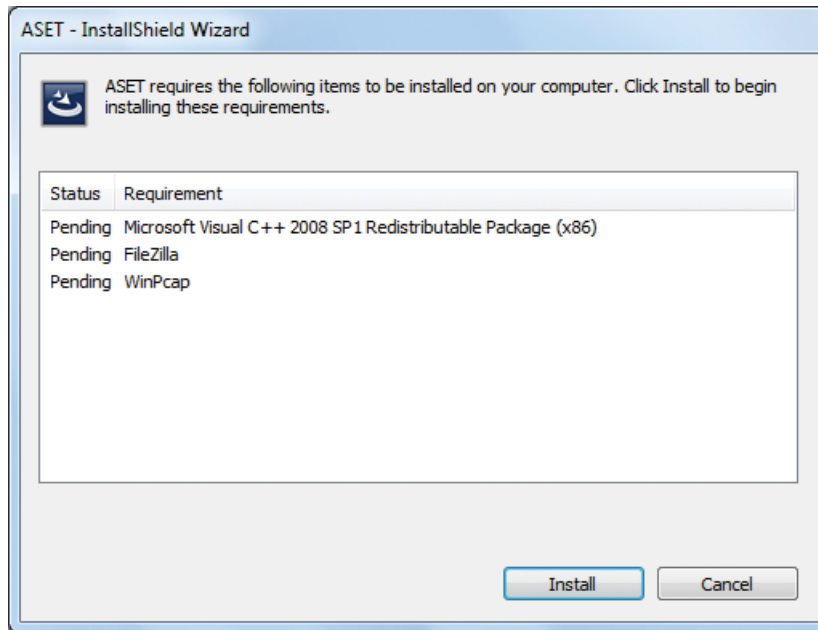 ASET - InstallShield Wizard
ASET requires the following items to be installed on your computer. Click Install to begin
installing these requirements.
Status Requirement
Pending Microsoft Visual C++ 2008 SP1 Redistributable Package (x86)
Pending FileZilla
Pending WinPcap
Install Cancel